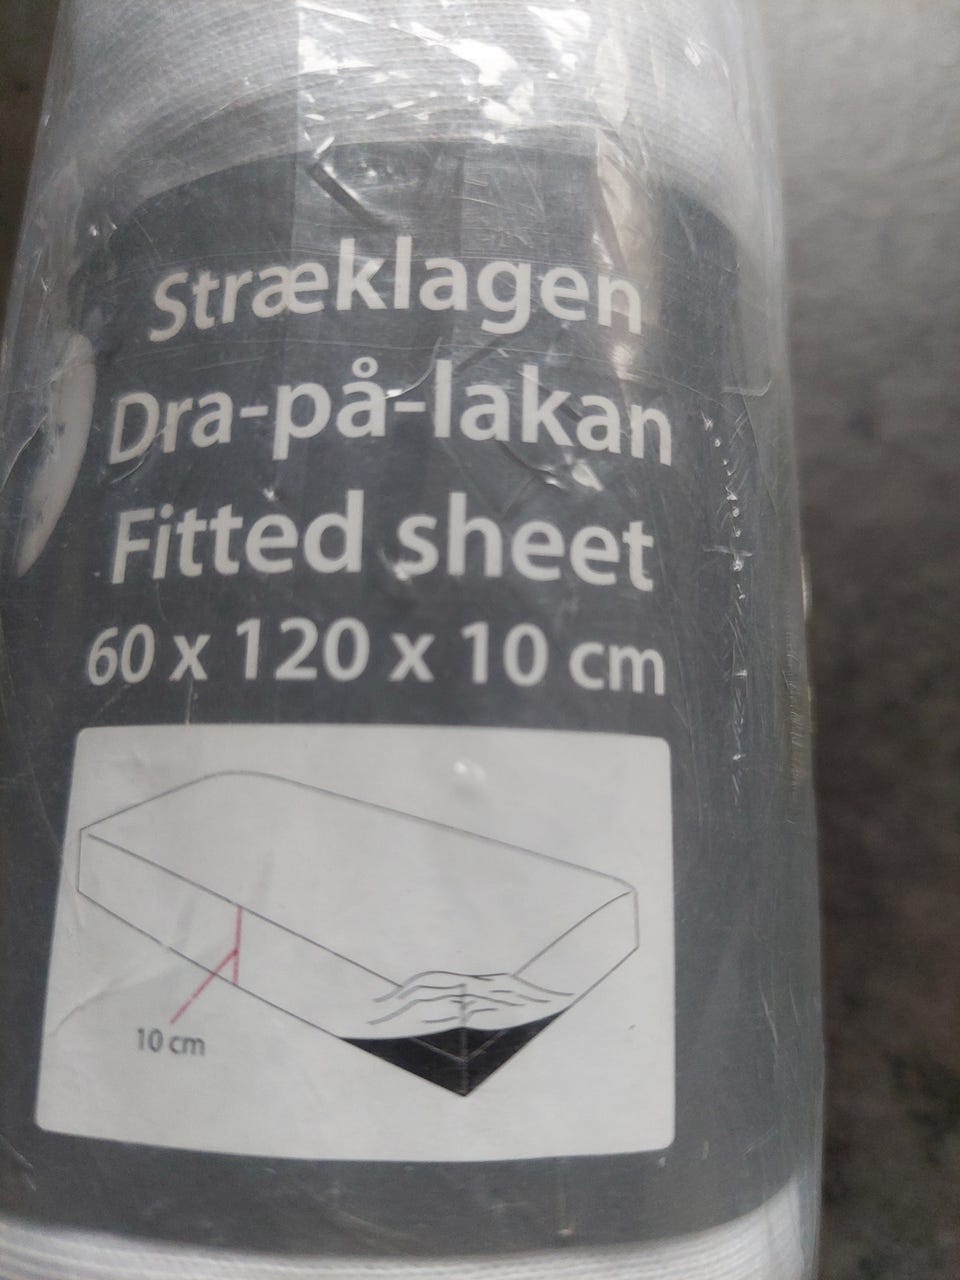 Stræklagen
Dra-på-lakan
Fitted sheet
60 x 120 x 10 cm
10 cm